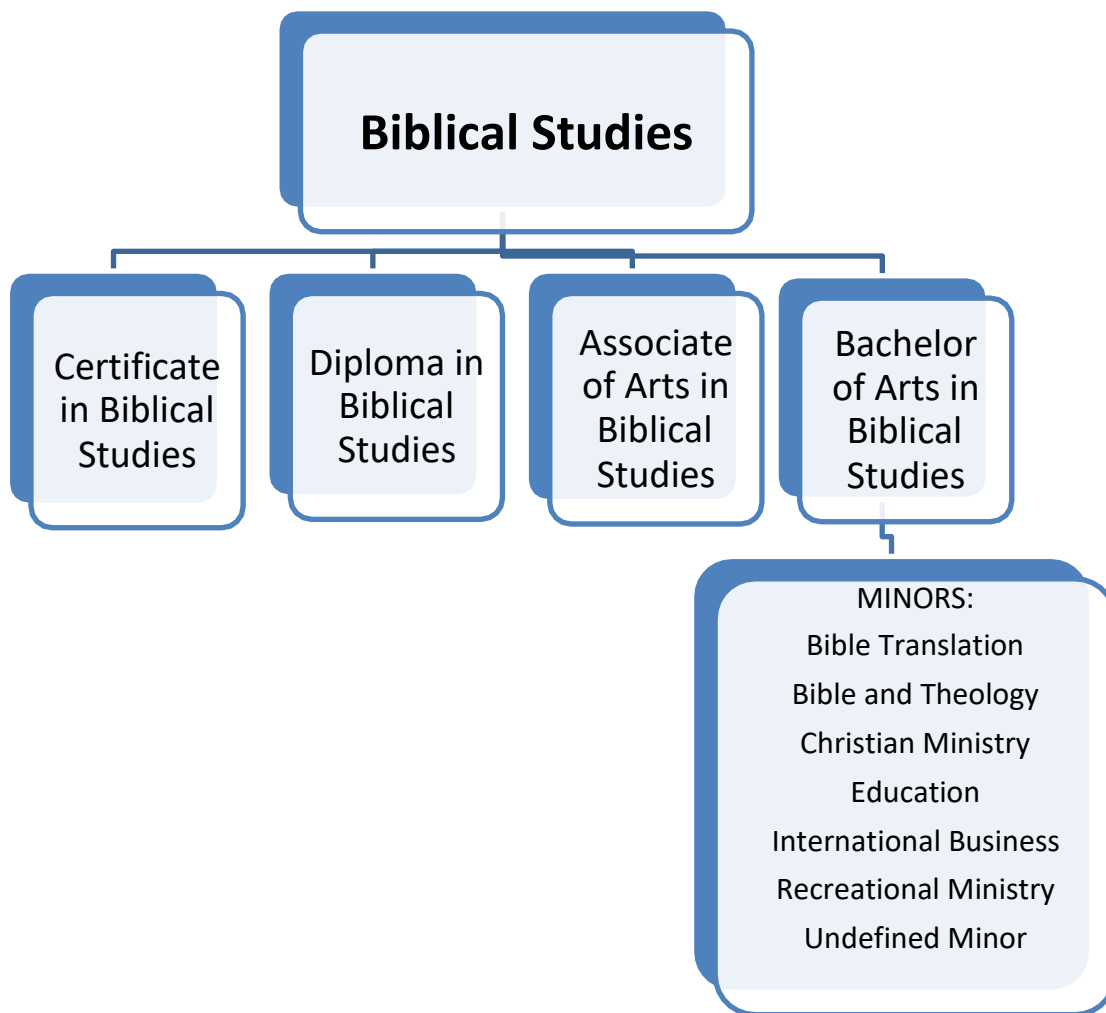 Biblical Studies
Certificate
in Biblical
Studies
Diploma in
Biblical
Studies
Associate
of Arts in
Biblical
Studies
Bachelor
of Arts in
Biblical
Studies
MINORS:
Bible Translation
Bible and Theology
Christian Ministry
Education
International Business
Recreational Ministry
Undefined Minor